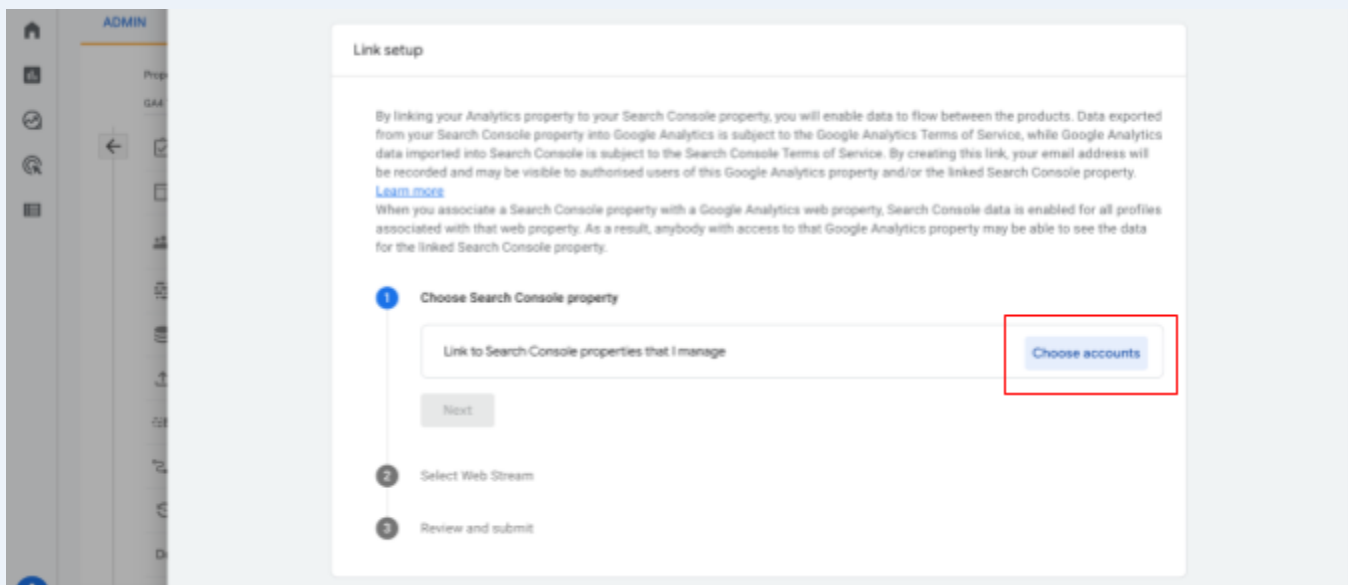 ADMIN
Prop
GA4
Link setup
By linking your Analytics property to your Search Console property, you will enable data to flow between the products. Data exported
from your Search Console property into Google Analytics is subject to the Google Analytics Terms of Service, while Google Analytics
data imported into Search Console is subject to the Search Console Terms of Service. By creating this link, your email address will
be recorded and may be visible to authorised users of this Google Analytics property and/or the linked Search Console property.
Learn more
When you associate a Search Console property with a Google Analytics web property, Search Console data is enabled for all profiles
associated with that web property. As a result, anybody with access to that Google Analytics property may be able to see the data
for the linked Search Console property.
1 Choose Search Console property
Link to Search Console properties that I manage Choose accounts
Next
2 Select Web Stream
3 Review and submit